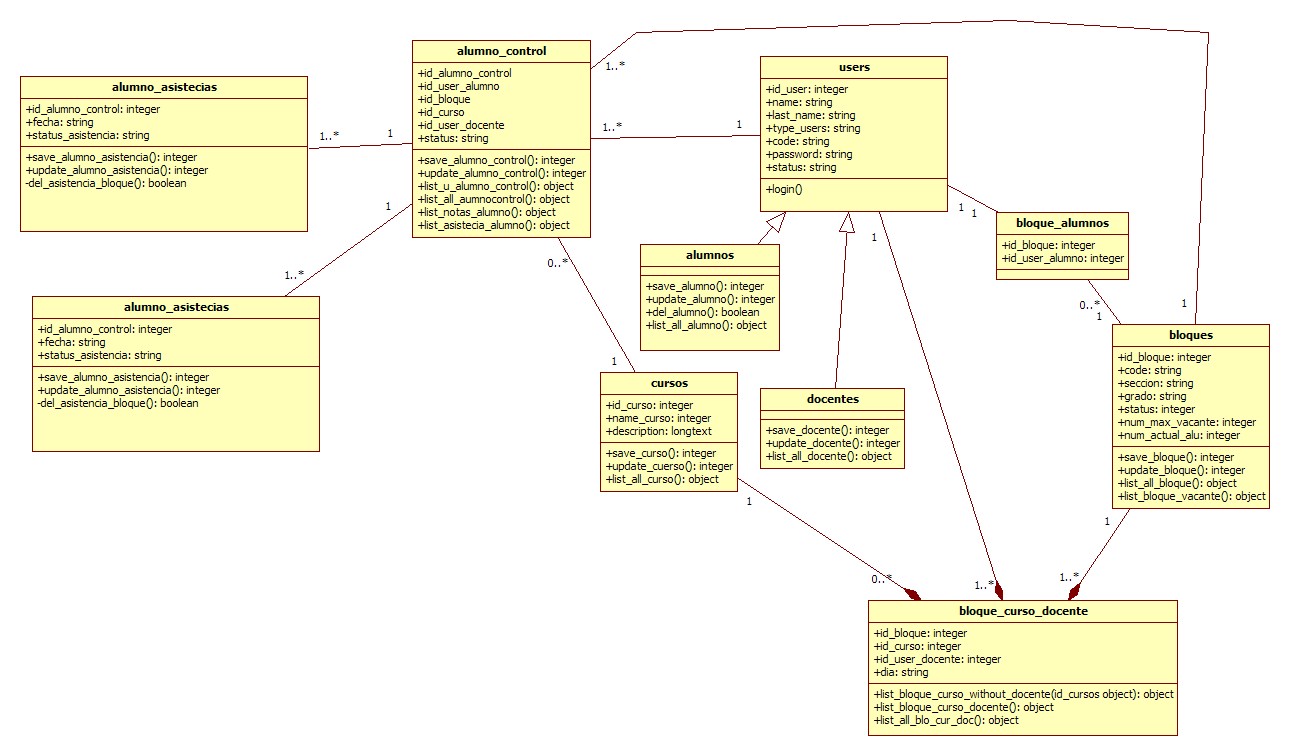 alumno_control
+id_alumno_control
+id_user_alumno
+id_bloque
+id_curso
+id_user_docente
+status: string
+save_alumno_control(): integer
+update_alumno_control(): integer
+list_u_alumno_control(): object
+list_all_aumnocontrol(): object
+list_notas_alumno(): object
+list_asistecia_alumno(): object
1..*
users
+id_user: integer
+name: string
+last_name: string
+type_users: string
+code: string
+password: string
+status: string
+login()
alumno_asistecias
+id_alumno_control: integer
+fecha: string
+status_asistencia: string
+save_alumno_asistencia(): integer
+update_alumno_asistencia(): integer
-del_asistencia_bloque(): boolean
1..*
1
1..*
1
1
1..*
alumno_asistecias
+id_alumno_control: integer
+fecha: string
+status_asistencia: string
+save_alumno_asistencia(): integer
+update_alumno_asistencia(): integer
-del_asistencia_bloque(): boolean
0..*
1
alumnos
+save_alumno(): integer
+update_alumno(): integer
+del_alumno(): boolean
+list_all_alumno(): object
1
1
1
bloque_alumnos
+id_bloque: integer
+id_user_alumno: integer
0..*
1
1
bloques
+id_bloque: integer
+code: string
+seccion: string
+grado: string
+status: integer
+num_max_vacante: integer
+num_actual_alu: integer
+save_bloque(): integer
+update_bloque(): integer
+list_all_bloque(): object
+list_bloque_vacante(): object
cursos
+id_curso: integer
+name_curso: integer
+description: longtext
+save_curso(): integer
+update_cuerso(): integer
+list_all_curso(): object
docentes
+save_docente(): integer
+update_docente(): integer
+list_all_docente(): object
1
1
0..*
1..*
1..*
bloque_curso_docente
+id_bloque: integer
+id_curso: integer
+id_user_docente: integer
+dia: string
+list_bloque_curso_without_docente(id_cursos object): object
+list_bloque_curso_docente(): object
+list_all_blo_cur_doc(): object